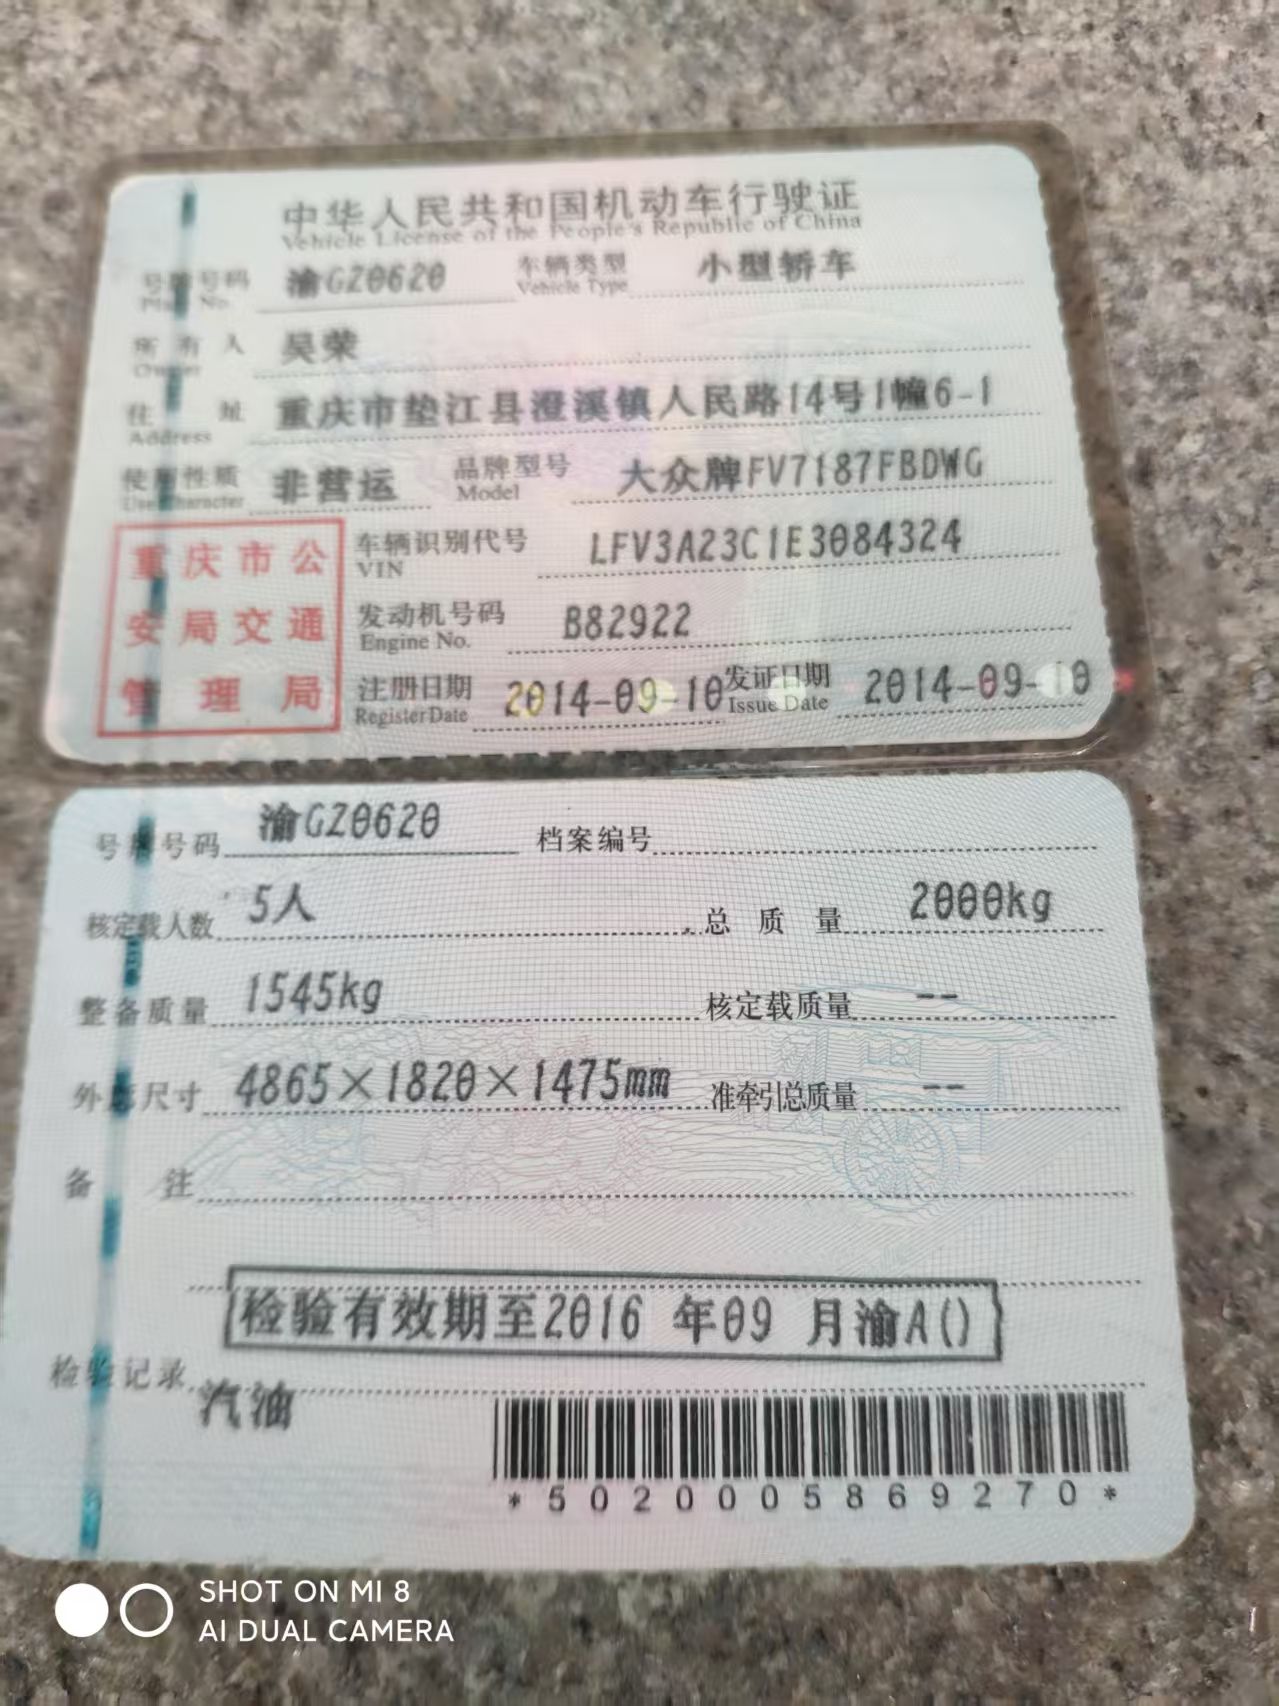 中华人民共和国机动车行驶证
Vehicle License of the People's Republic of China
号牌号码 渝GZ0620 车辆类型 小型轿车
Plate No. Vehicle Type
所有人 吴荣
Owner
住址 重庆市垫江县澄溪镇人民路14号1幢6-1
Address
使用性质 非营运 品牌型号 大众牌FV7187FBDWG
Use Character Model
重庆市公
安局交通
管理局
车辆识别代号 LFV3A23C1E3084324
VIN
发动机号码 B82922
Engine No.
注册日期 2014-09-10 发证日期 2014-09-10
Register Date Issue Date
号牌号码 渝GZ0620 档案编号
核定载人数 5人 总质量 2000kg
整备质量 1545kg 核定载质量 --
外廓尺寸 4865×1820×1475mm 准牵引总质量 --
备注
检验有效期至2016 年09 月渝A()
检验记录
汽油
*5020005869270*
SHOT ON MI 8
AI DUAL CAMERA